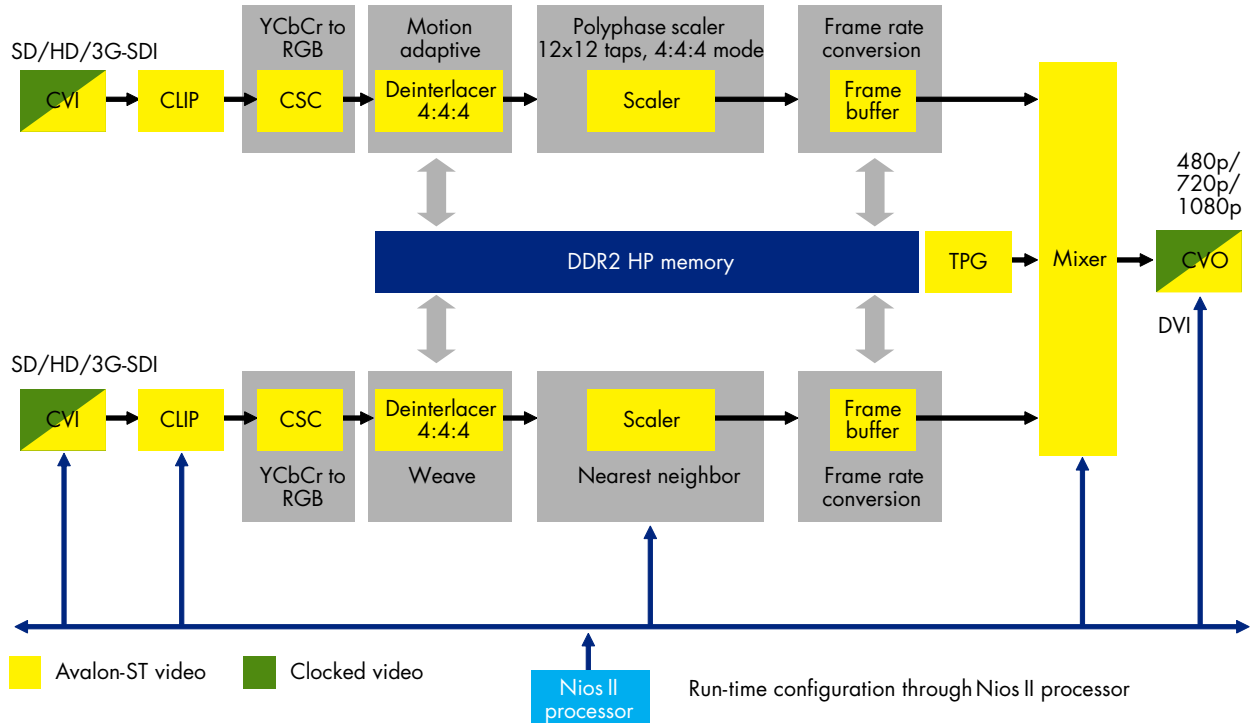 YCbCr to
RGB
Motion
adaptive
Polyphase scaler
12x12 taps, 4:4:4 mode
Frame rate
conversion
SD/HD/3G-SDI
CVI
CLIP
CSC
Deinterlacer
4:4:4
Scaler
Frame
buffer
480p/
720p/
1080p
DDR2 HP memory
TPG
Mixer
CVO
DVI
SD/HD/3G-SDI
CVI
CLIP
CSC
Deinterlacer
4:4:4
Scaler
Frame
buffer
YCbCr to
RGB
Weave
Nearest neighbor
Frame rate
conversion
Avalon-ST video
Clocked video
Nios II
processor
Run-time configuration through Nios II processor